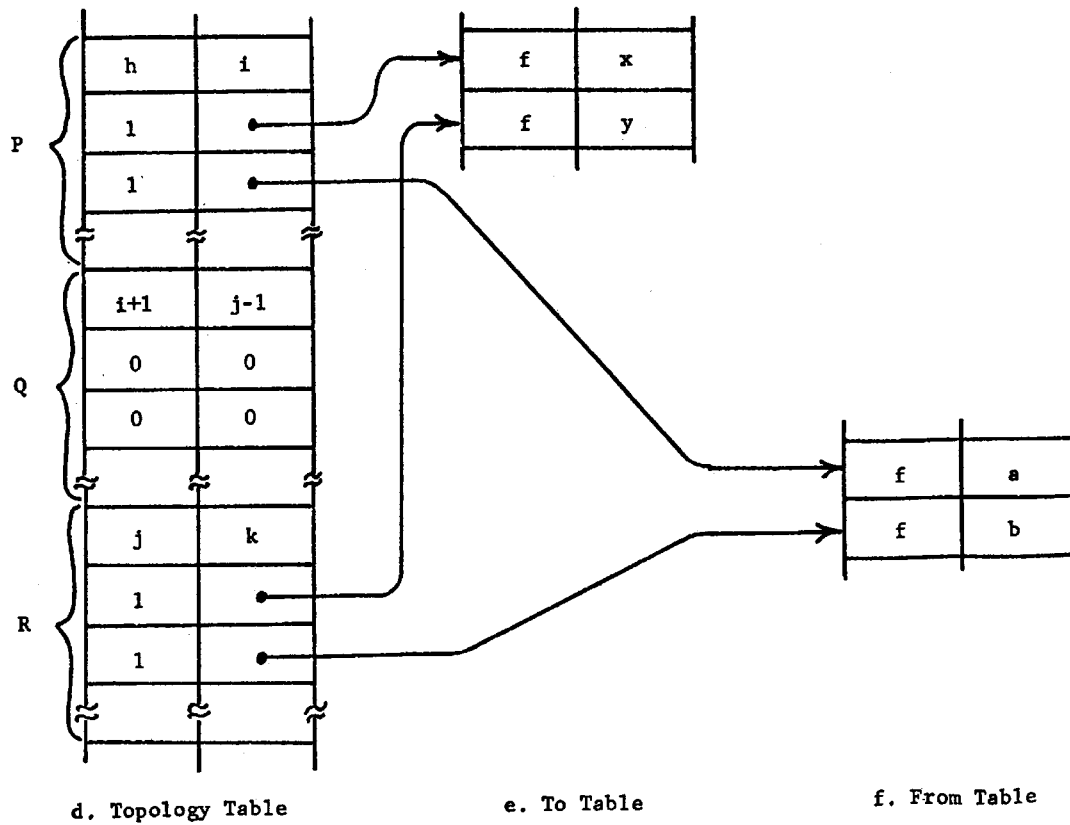 h i
1
1
P
i+1 j-1
0 0
0 0
Q
j k
1
1
R
f x
f y
f a
f b
d. Topology Table
e. To Table
f. From Table